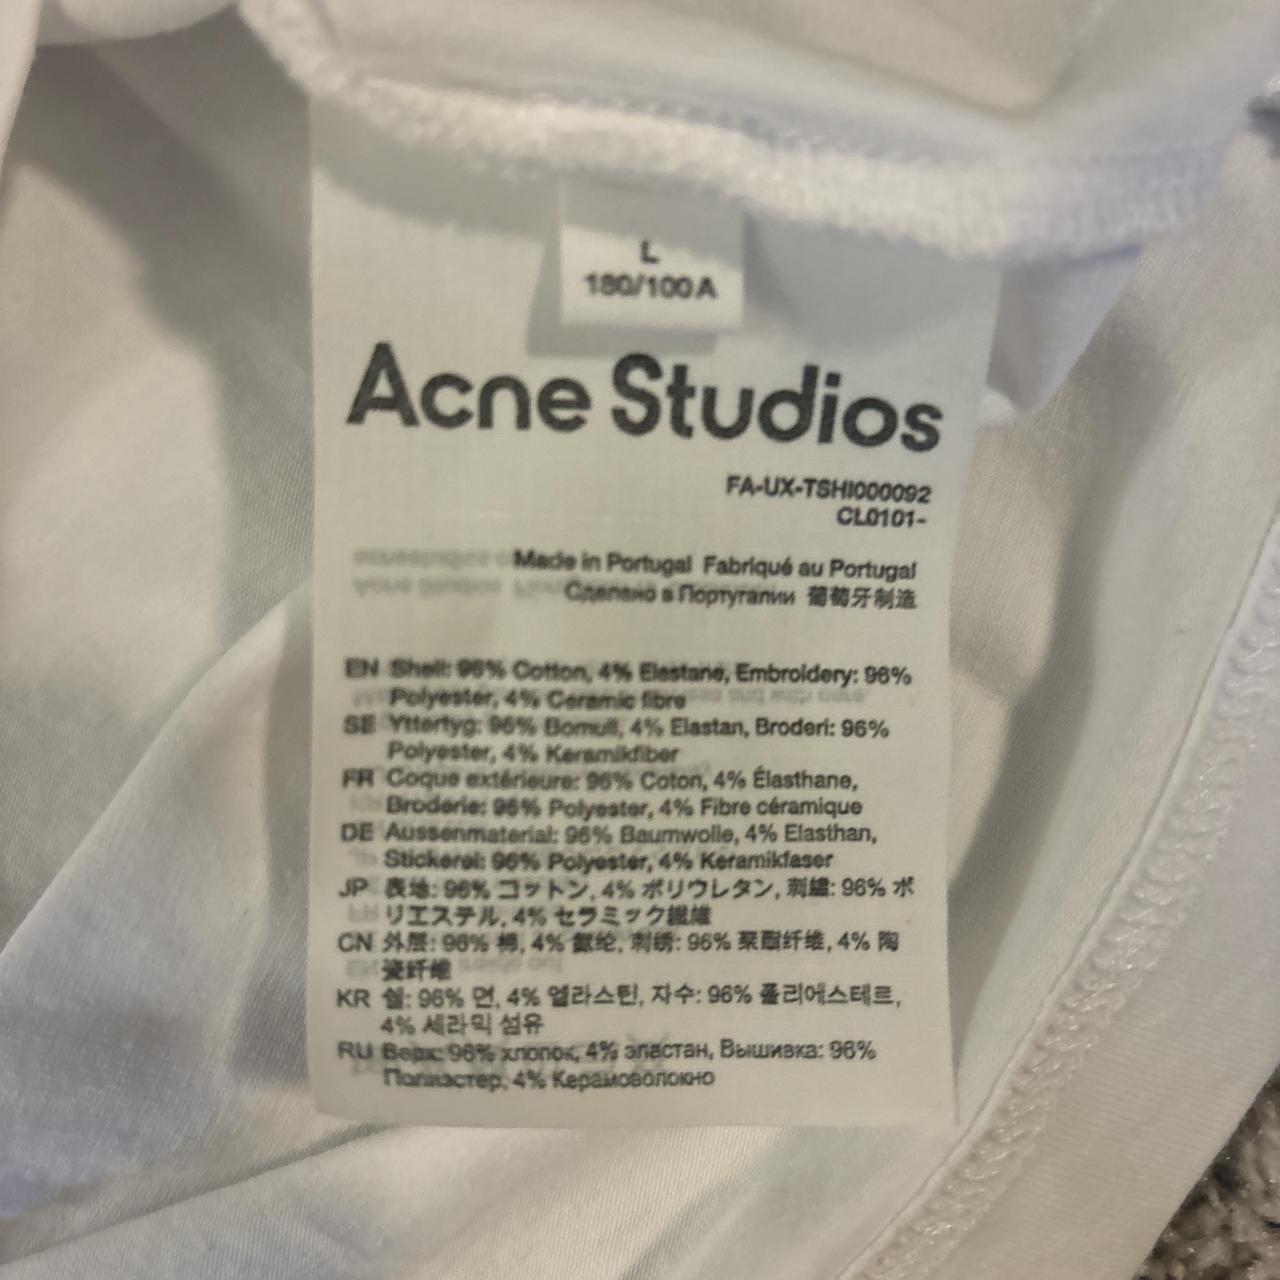 L
180/100A
Acne Studios
FA-UX-TSHI000092
CL0101-
Made in Portugal Fabriqué au Portugal
Сделано в Португалии 葡萄牙制造
EN Shell: 96% Cotton, 4% Elastane, Embroidery: 96%
Polyester, 4% Ceramic fibre
SE Yttertyg: 96% Bomull, 4% Elastan, Broderi: 96%
Polyester, 4% Keramikfiber
FR Coque extérieure: 96% Coton, 4% Élasthane,
Broderie: 96% Polyester, 4% Fibre céramique
DE Aussenmaterial: 96% Baumwolle, 4% Elasthan,
Stickerei: 96% Polyester, 4% Keramikfaser
JP 表地: 96% コットン, 4% ポリウレタン, 刺繍: 96% ポ
リエステル, 4% セラミック繊維
CN 外层: 96% 棉, 4% 氨纶, 刺绣: 96% 聚酯纤维, 4% 陶
瓷纤维
KR 쉘: 96% 면, 4% 엘라스틴, 자수: 96% 폴리에스테르,
4% 세라믹 섬유
RU Верх: 96% хлопок, 4% эластан, Вышивка: 96%
Полиэстер, 4% Керамоволокно